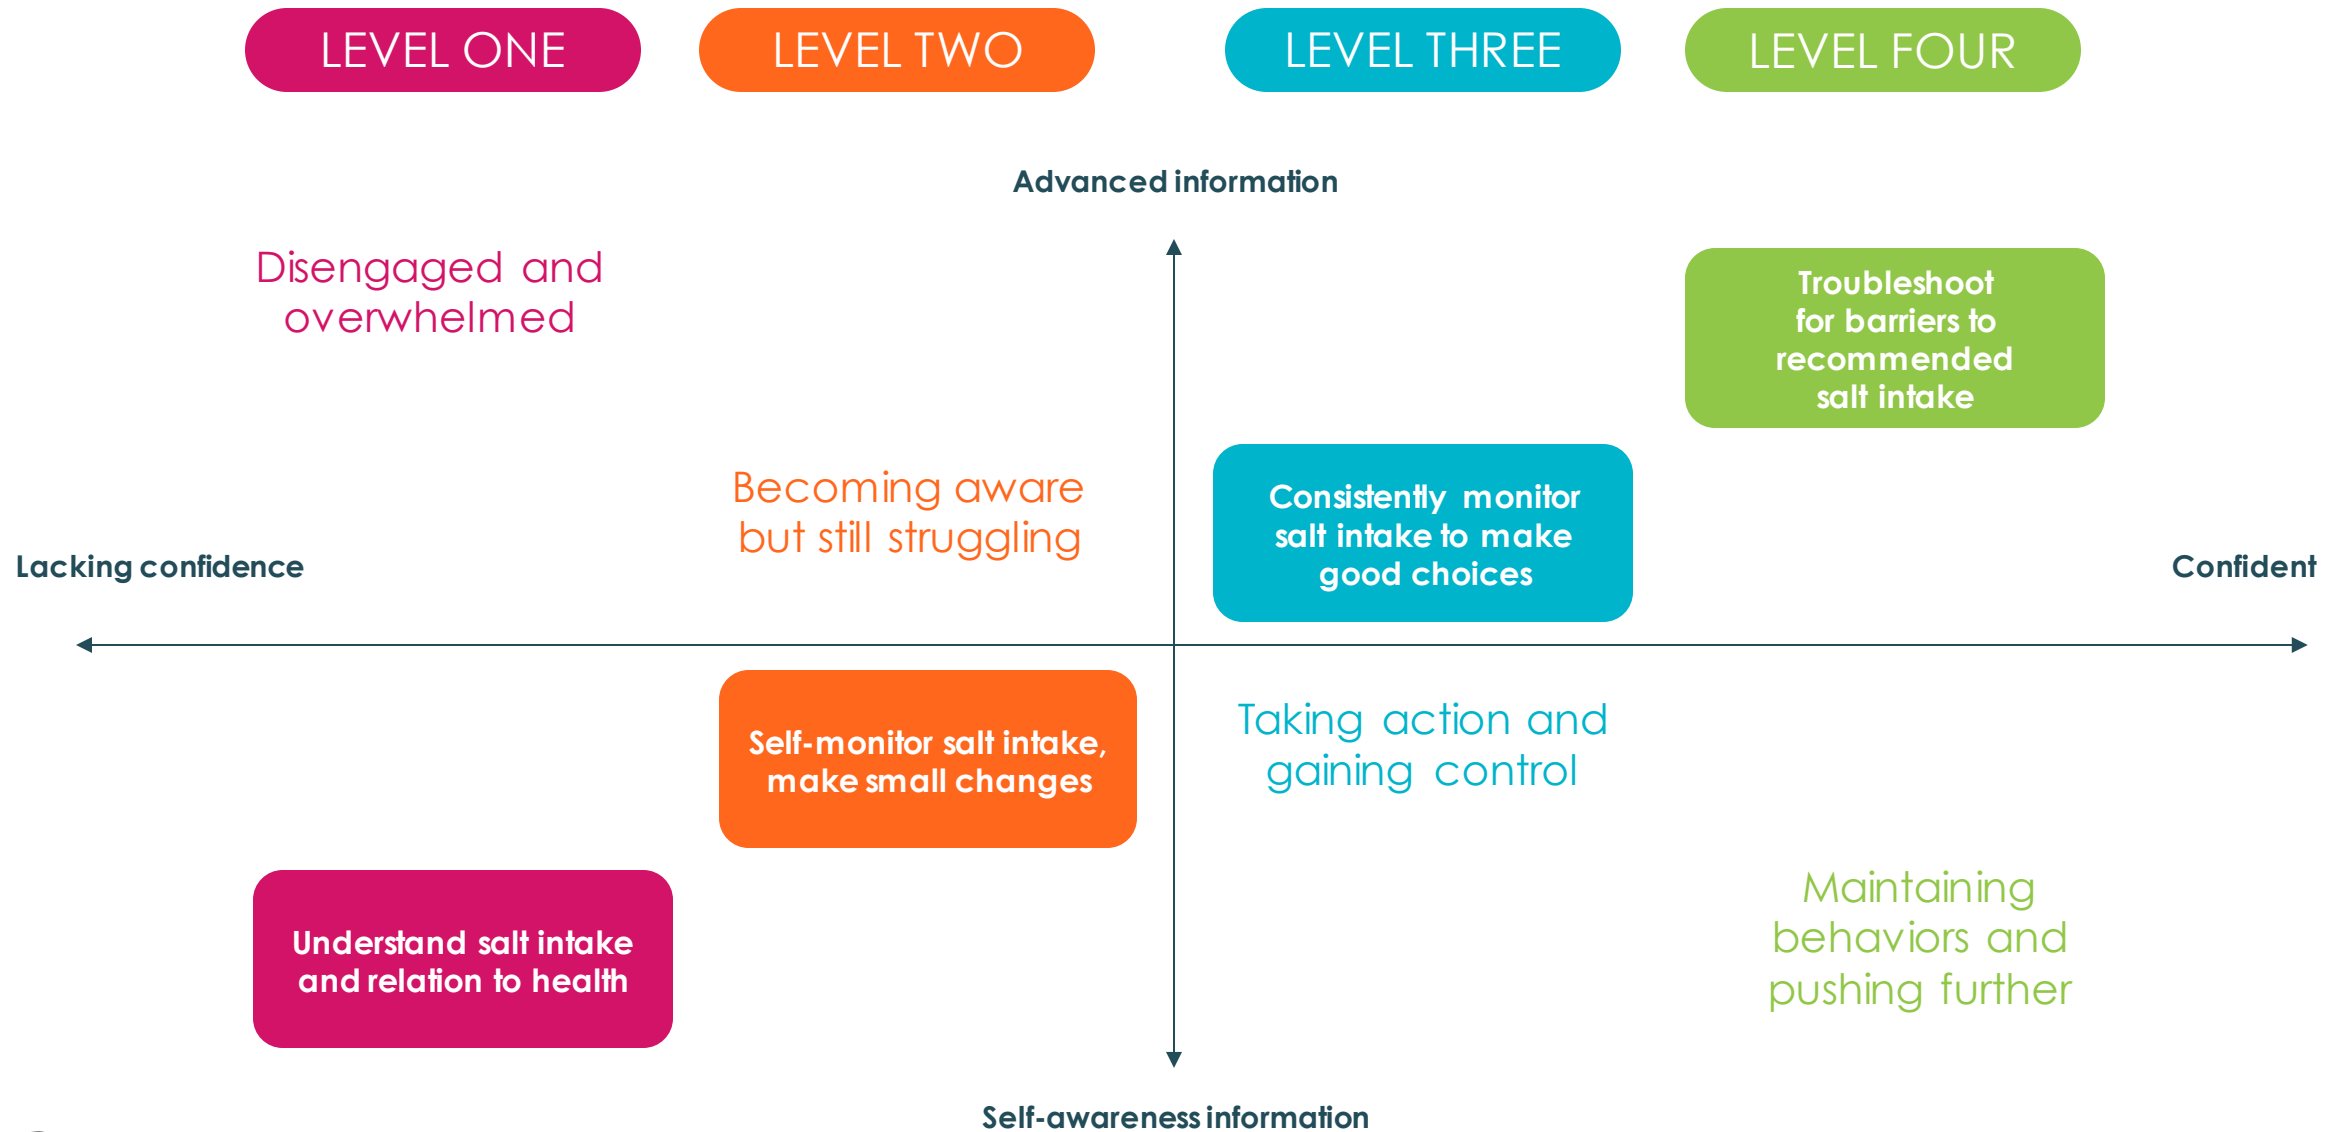 LEVEL ONE
LEVEL TWO
LEVEL THREE
LEVEL FOUR
Advanced information
Disengaged and
overwhelmed
Troubleshoot
for barriers to
recommended
salt intake
Becoming aware
but still struggling
Consistently monitor
salt intake to make
good choices
Lacking confidence
Confident
Self-monitor salt intake,
make small changes
Taking action and
gaining control
Understand salt intake
and relation to health
Maintaining
behaviors and
pushing further
Self-awareness information